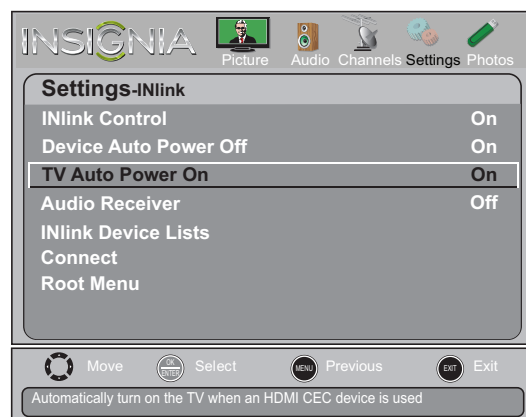 INSIGNIA
Picture Audio Channels Settings Photos
Settings-INlink
INlink Control On
Device Auto Power Off On
TV Auto Power On On
Audio Receiver Off
INlink Device Lists
Connect
Root Menu
Move OK ENTER Select MENU Previous EXIT Exit
Automatically turn on the TV when an HDMI CEC device is used